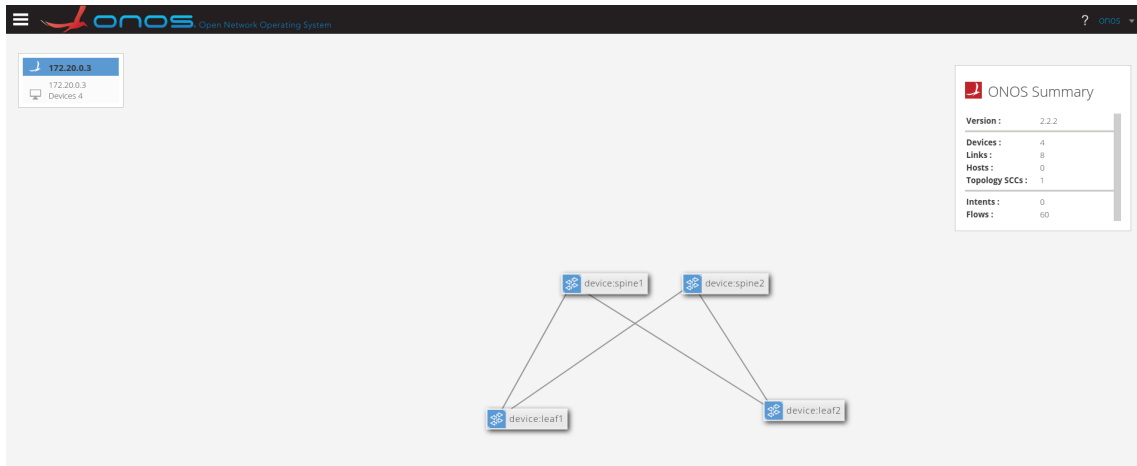 ONOS Open Network Operating System
? onos
172.20.0.3
172.20.0.3
Devices 4
ONOS Summary
Version : 2.2.2
Devices : 4
Links : 8
Hosts : 0
Topology SCCs : 1
Intents : 0
Flows : 60
device:spine1
device:spine2
device:leaf1
device:leaf2